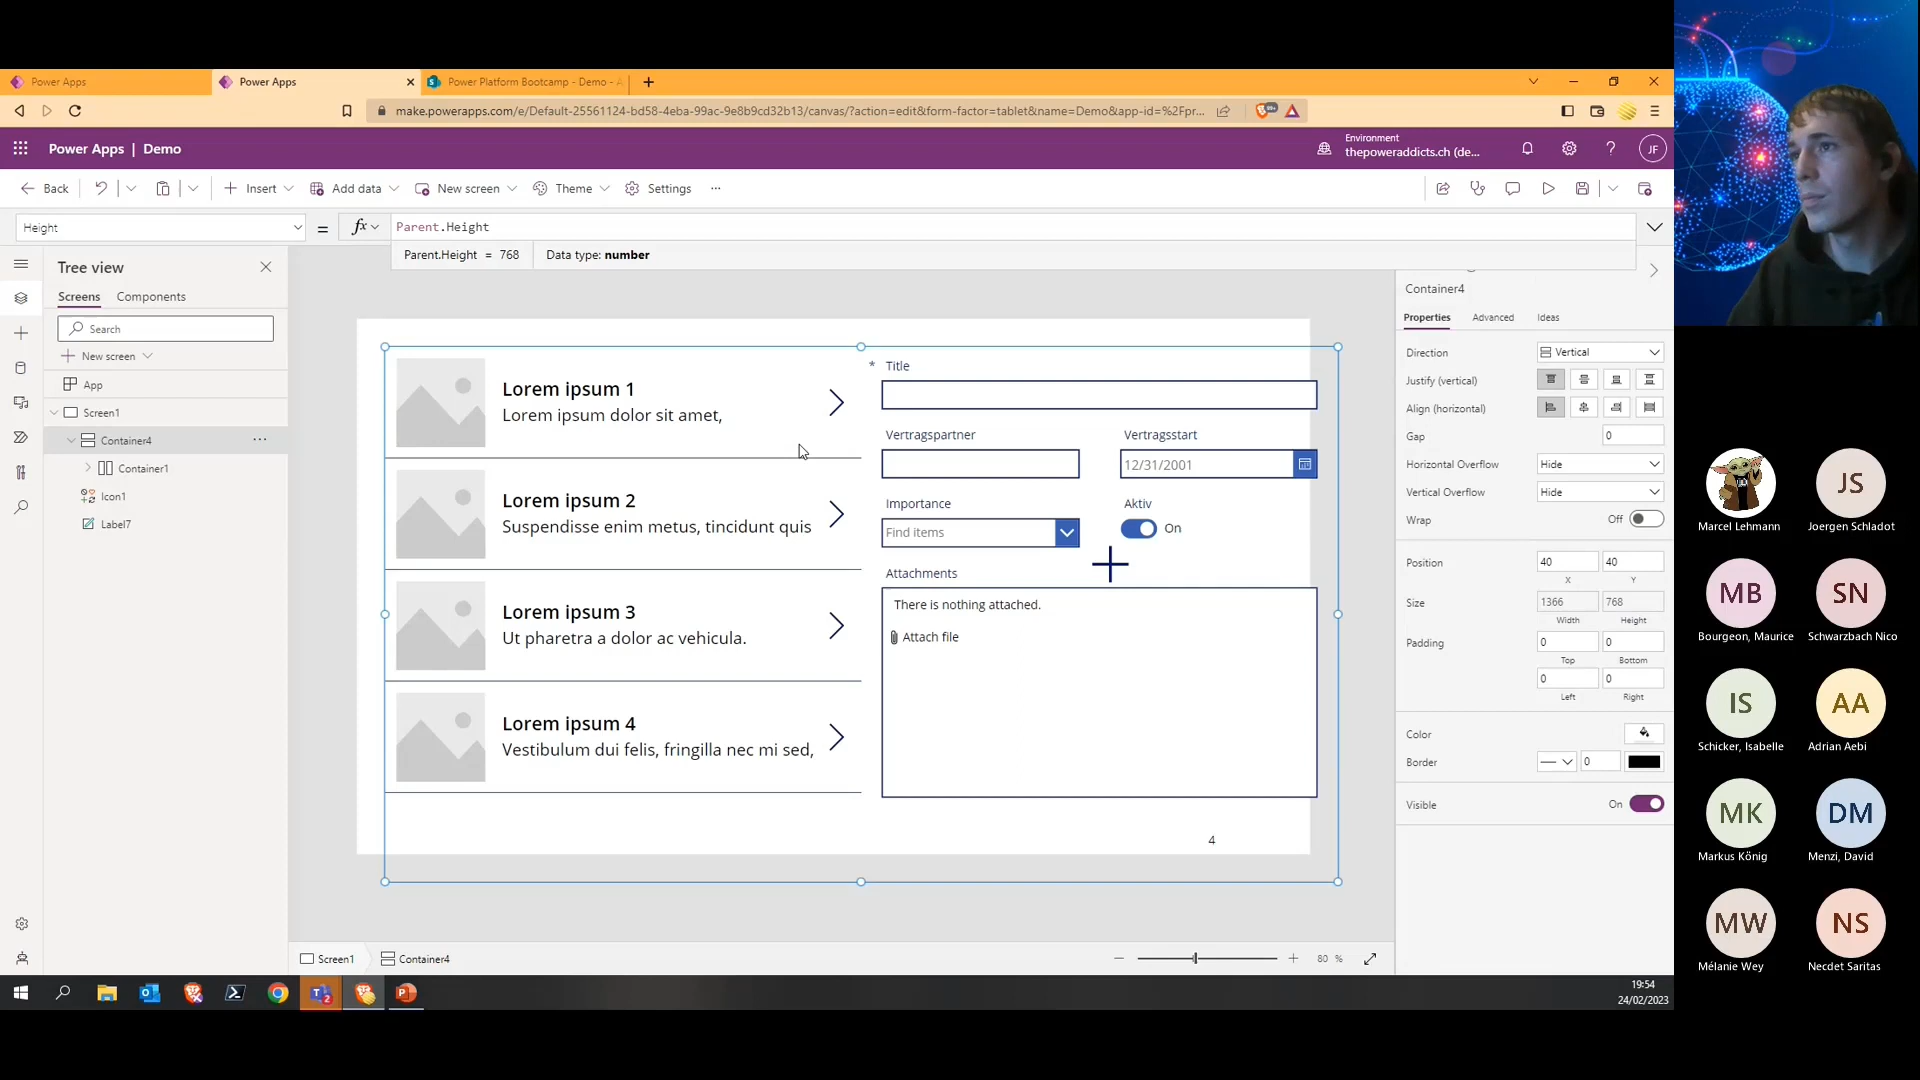 Power Apps
Power Apps
Power Platform Bootcamp - Demo - A
make.powerapps.com/e/Default-25561124-bd58-4eba-99ac-9e8b9cd32b13/canvas/?action=edit&form-factor=tablet&name=Demo&app-id=%2Fpr...
99+
Power Apps | Demo
Environment
thepoweraddicts.ch (de...
JF
Back
Insert
Add data
New screen
Theme
Settings
Height
=
fx
Parent.Height
Parent.Height = 768
Data type: number
Tree view
Screens
Components
Search
New screen
App
Screen1
Container4
Container1
Icon1
Label7
Lorem ipsum 1
Lorem ipsum dolor sit amet,
Lorem ipsum 2
Suspendisse enim metus, tincidunt quis
Lorem ipsum 3
Ut pharetra a dolor ac vehicula.
Lorem ipsum 4
Vestibulum dui felis, fringilla nec mi sed,
* Title
Vertragspartner
Vertragsstart
12/31/2001
Importance
Aktiv
Find items
On
Attachments
There is nothing attached.
Attach file
4
Container4
Properties
Advanced
Ideas
Direction
Vertical
Justify (vertical)
Align (horizontal)
Gap
0
Horizontal Overflow
Hide
Vertical Overflow
Hide
Wrap
Off
Position
40
40
X
Y
Size
1366
768
Width
Height
Padding
0
0
Top
Bottom
0
0
Left
Right
Color
Border
0
Visible
On
Screen1
Container4
80 %
19:54
24/02/2023
Marcel Lehmann
JS
Joergen Schladot
MB
Bourgeon, Maurice
SN
Schwarzbach Nico
IS
Schicker, Isabelle
AA
Adrian Aebi
MK
Markus König
DM
Menzi, David
MW
Mélanie Wey
NS
Necdet Saritas